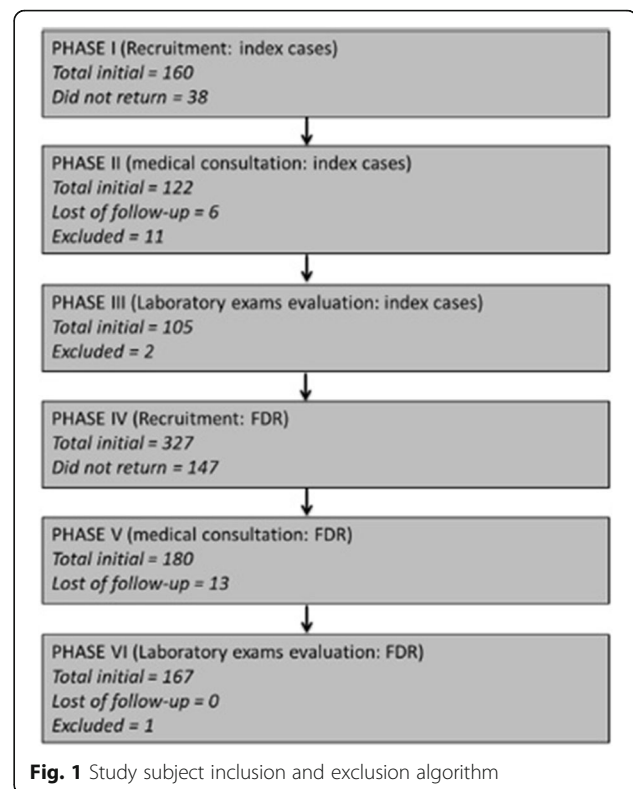 PHASE I (Recruitment: index cases)
Total initial = 160
Did not return = 38
PHASE II (medical consultation: index cases)
Total initial = 122
Lost of follow-up = 6
Excluded = 11
PHASE III (Laboratory exams evaluation: index cases)
Total initial = 105
Excluded = 2
PHASE IV (Recruitment: FDR)
Total initial = 327
Did not return = 147
PHASE V (medical consultation: FDR)
Total initial = 180
Lost of follow-up = 13
PHASE VI (Laboratory exams evaluation: FDR)
Total initial = 167
Lost of follow-up = 0
Excluded = 1
Fig. 1 Study subject inclusion and exclusion algorithm